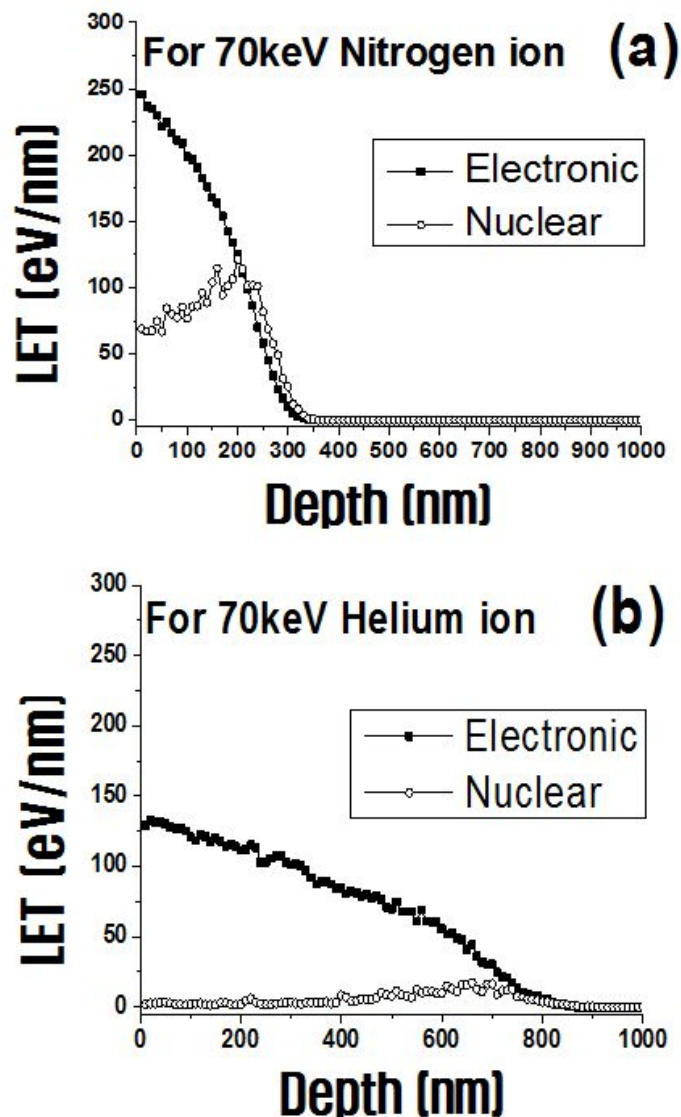 For 70keV Nitrogen ion (a)
300
250
200
150
100
50
0
LET (eV/nm)
Electronic
Nuclear
0 100 200 300 400 500 600 700 800 900 1000
Depth (nm)
For 70keV Helium ion (b)
300
250
200
150
100
50
0
LET (eV/nm)
Electronic
Nuclear
0 200 400 600 800 1000
Depth (nm)